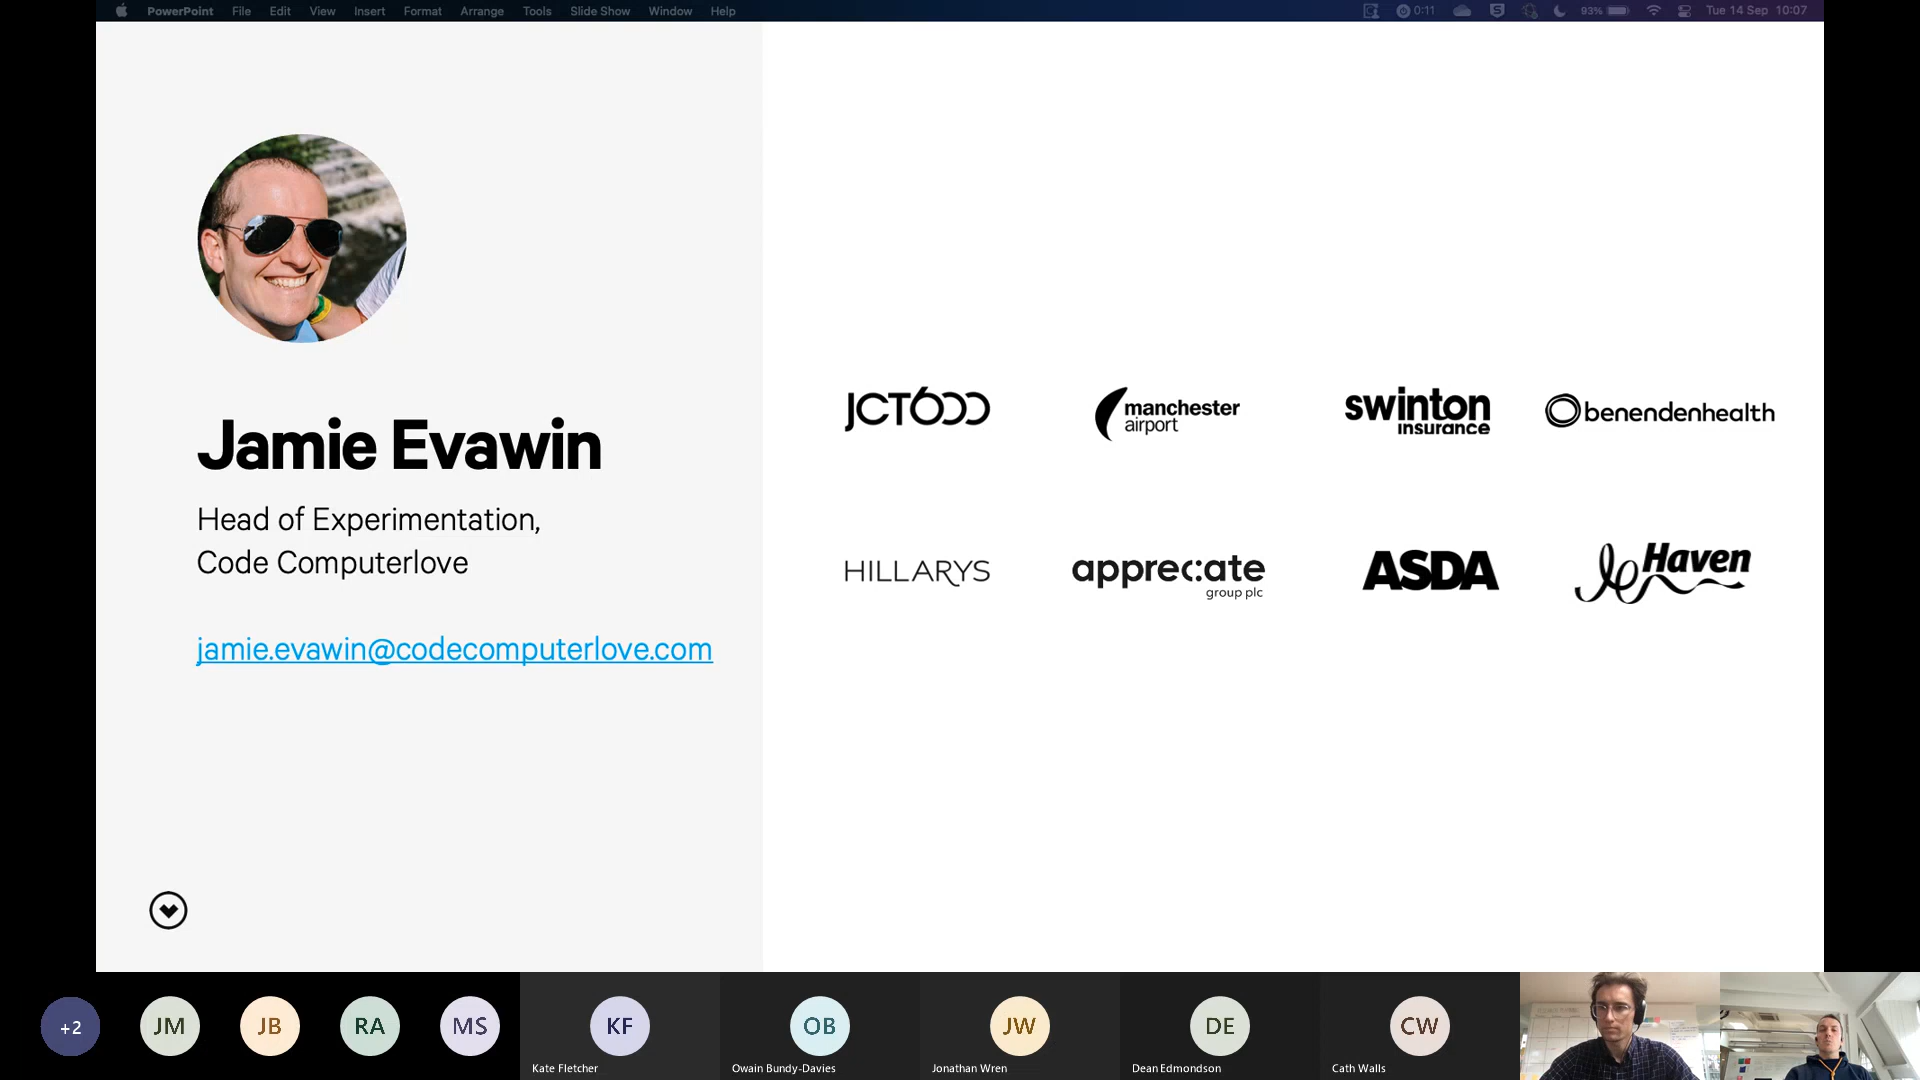 PowerPoint File Edit View Insert Format Arrange Tools Slide Show Window Help
0:11 93% Tue 14 Sep 10:07
Jamie Evawin
Head of Experimentation,
Code Computerlove
jamie.evawin@codecomputerlove.com
JCT600
manchester
airport
swinton
insurance
benendenhealth
HILLARYS
apprec:ate
group plc
ASDA
Haven
+2
JM
JB
RA
MS
KF
Kate Fletcher
OB
Owain Bundy-Davies
JW
Jonathan Wren
DE
Dean Edmondson
CW
Cath Walls